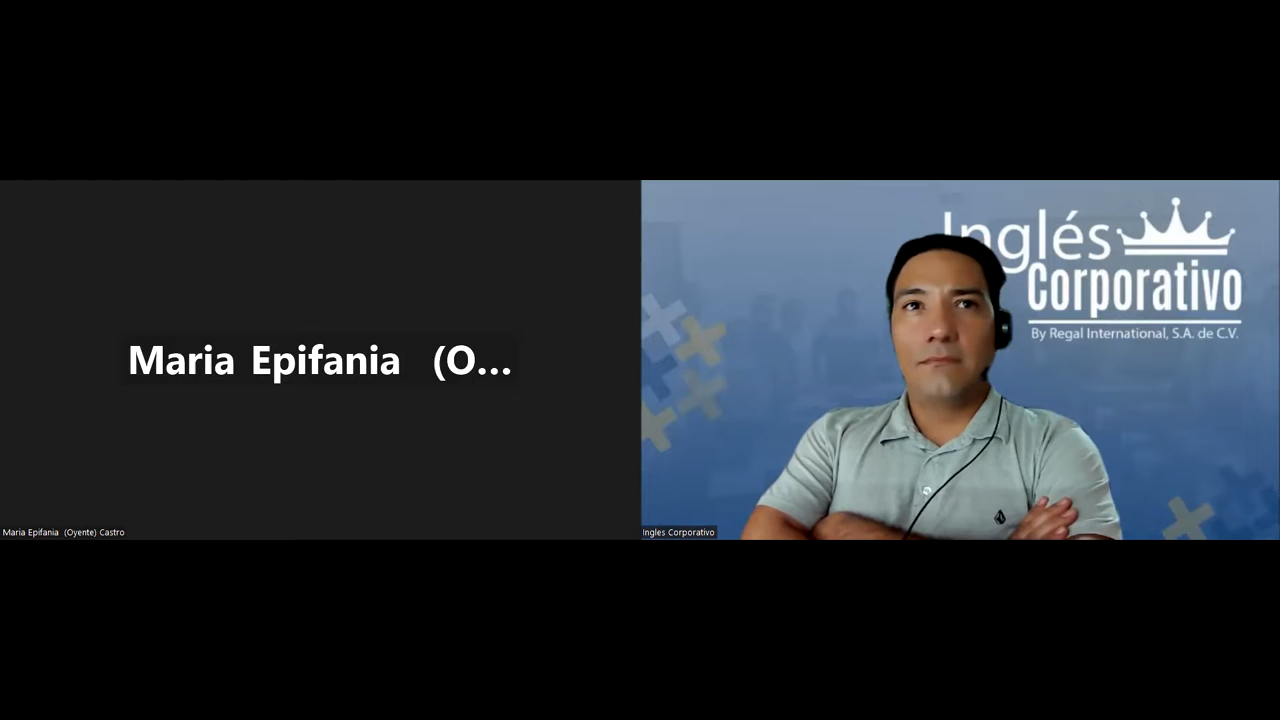 Maria Epifania (O...
Maria Epifania (Oyente) Castro
Inglés
Corporativo
By Regal International, S.A. de C.V.
Ingles Corporativo